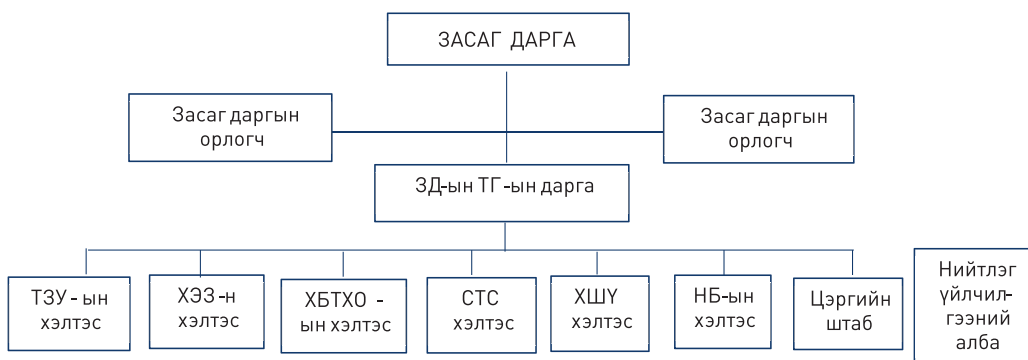 ЗАСАГ ДАРГА
Засаг даргын
орлогч
Засаг даргын
орлогч
ЗД-ын ТГ-ын дарга
ТЗУ - ын
хэлтэс
ХЭЗ -н
хэлтэс
ХБТХО -
ын хэлтэс
СТС
хэлтэс
ХШҮ
хэлтэс
НБ-ын
хэлтэс
Цэргийн
штаб
Нийтлэг
үйлчил-
гээний
алба